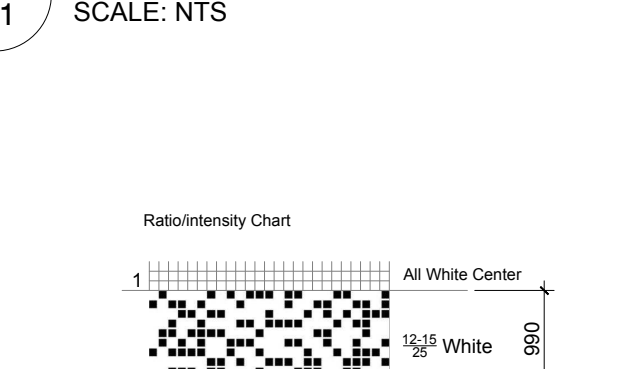 1
SCALE: NTS
Ratio/intensity Chart
1
All White Center
12-15
25
White
990